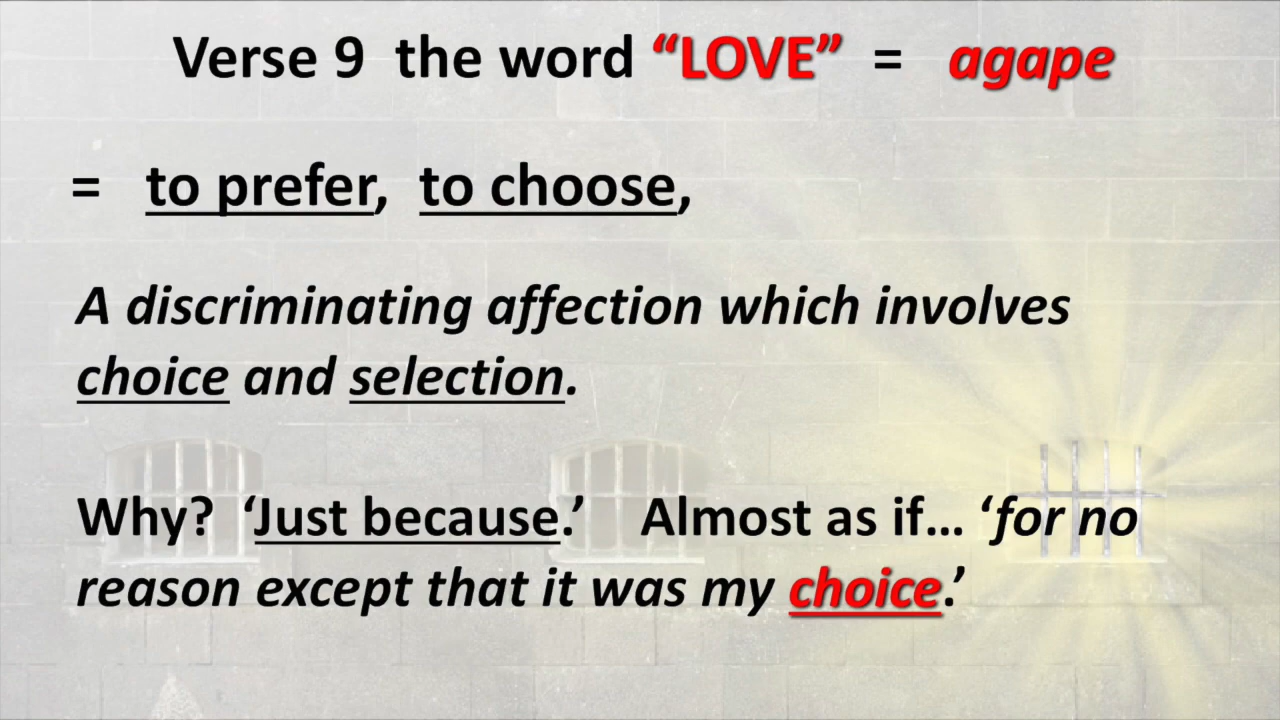 Verse 9 the word “LOVE” = agape
= to prefer, to choose,
A discriminating affection which involves
choice and selection.
Why? ‘Just because.’ Almost as if… ‘for no
reason except that it was my choice.’